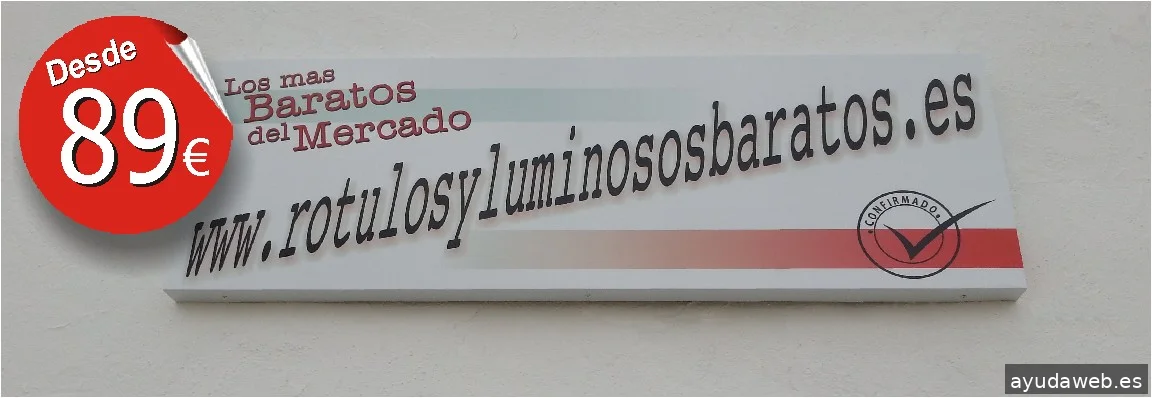 Desde
89€
Los mas
Baratos
del Mercado
www.rotulosyluminososbaratos.es
CONFIRMADO
ayudaweb.es